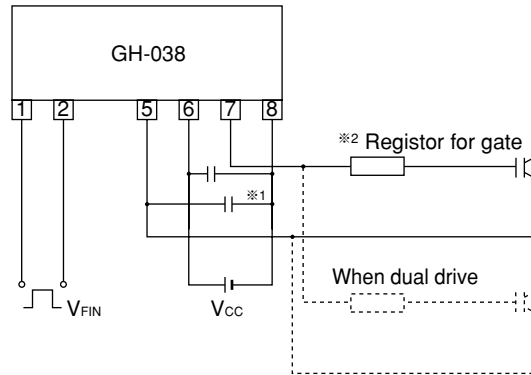 GH-038
1 2 5 6 7 8
※2 Registor for gate
※1
When dual drive
VFIN
VCC